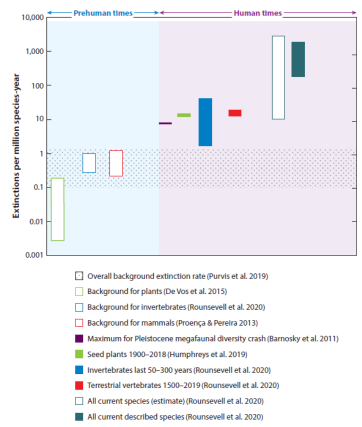 Prehuman times
Human times
Extinctions per million species-year
10,000
1,000
100
10
1
0.1
0.01
0.001
Overall background extinction rate (Purvis et al. 2019)
Background for plants (De Vos et al. 2015)
Background for invertebrates (Rounsevell et al. 2020)
Background for mammals (Proença & Pereira 2013)
Maximum for Pleistocene megafaunal diversity crash (Barnosky et al. 2011)
Seed plants 1900–2018 (Humphreys et al. 2019)
Invertebrates last 50–300 years (Rounsevell et al. 2020)
Terrestrial vertebrates 1500–2019 (Rounsevell et al. 2020)
All current species (estimate) (Rounsevell et al. 2020)
All current described species (Rounsevell et al. 2020)